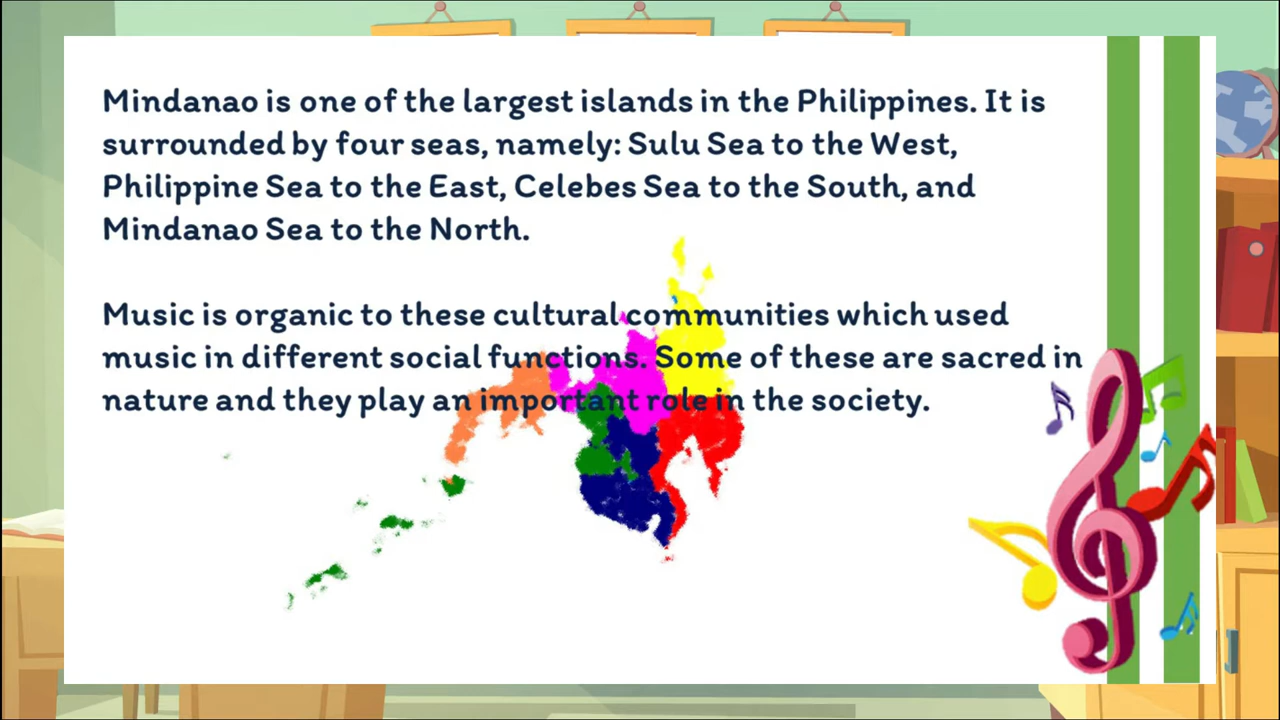 Mindanao is one of the largest islands in the Philippines. It is
surrounded by four seas, namely: Sulu Sea to the West,
Philippine Sea to the East, Celebes Sea to the South, and
Mindanao Sea to the North.
Music is organic to these cultural communities which used
music in different social functions. Some of these are sacred in
nature and they play an important role in the society.